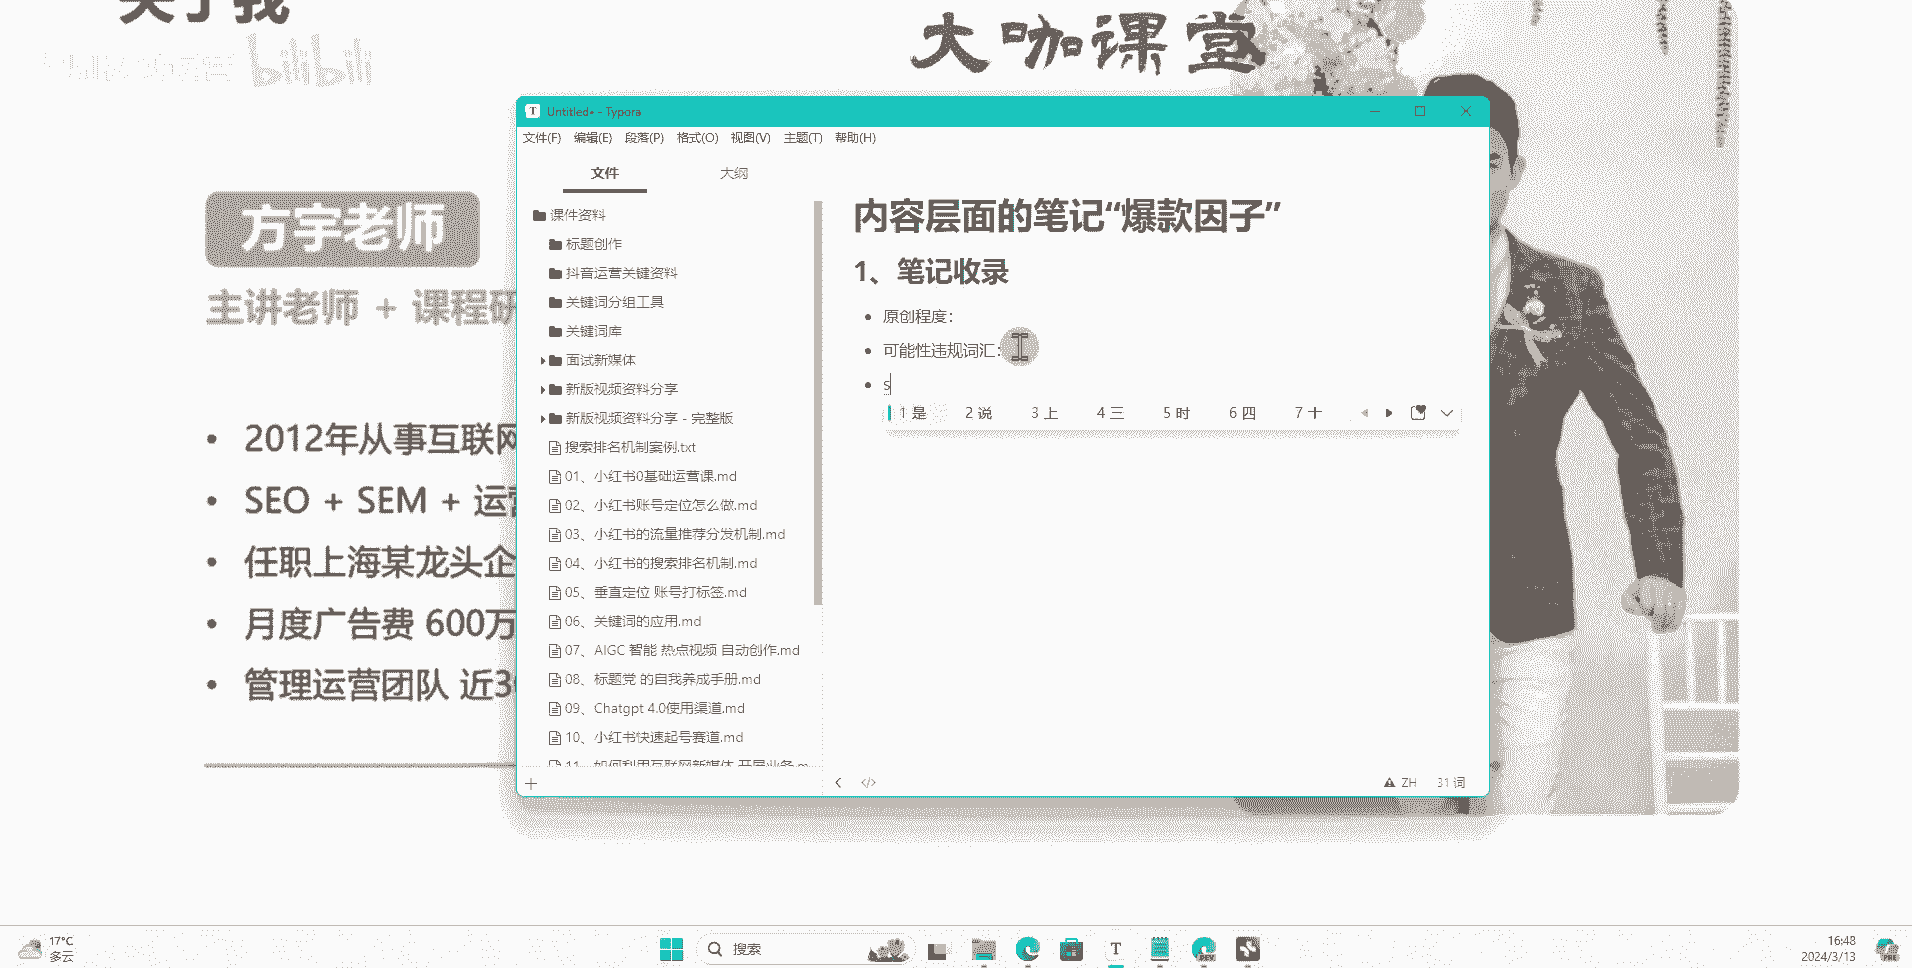 关于我
bilibili
大咖课堂
方宇老师
主讲老师 + 课程研
2012年从事互联网
SEO + SEM + 运营
任职上海某龙头企
月度广告费 600万
管理运营团队 近3
Untitled• - Typora
文件(F) 编辑(E) 段落(P) 格式(O) 视图(V) 主题(T) 帮助(H)
文件 大纲
课件资料
标题创作
抖音运营关键资料
关键词分组工具
关键词库
面试新媒体
新版视频资料分享
新版视频资料分享 - 完整版
搜索排名机制案例.txt
01、小红书0基础运营课.md
02、小红书账号定位怎么做.md
03、小红书的流量推荐分发机制.md
04、小红书的搜索排名机制.md
05、垂直定位 账号打标签.md
06、关键词的应用.md
07、AIGC 智能 热点视频 自动创作.md
08、标题党 的自我养成手册.md
09、Chatgpt 4.0使用渠道.md
10、小红书快速起号赛道.md
11、如何利用互联网新媒体 开展业务.m
内容层面的笔记“爆款因子”
1、笔记收录
原创程度：
可能性违规词汇：
s
1 是 2 说 3 上 4 三 5 时 6 四 7 十
ZH 31 词
17°C
多云
搜索
16:48
2024/3/13